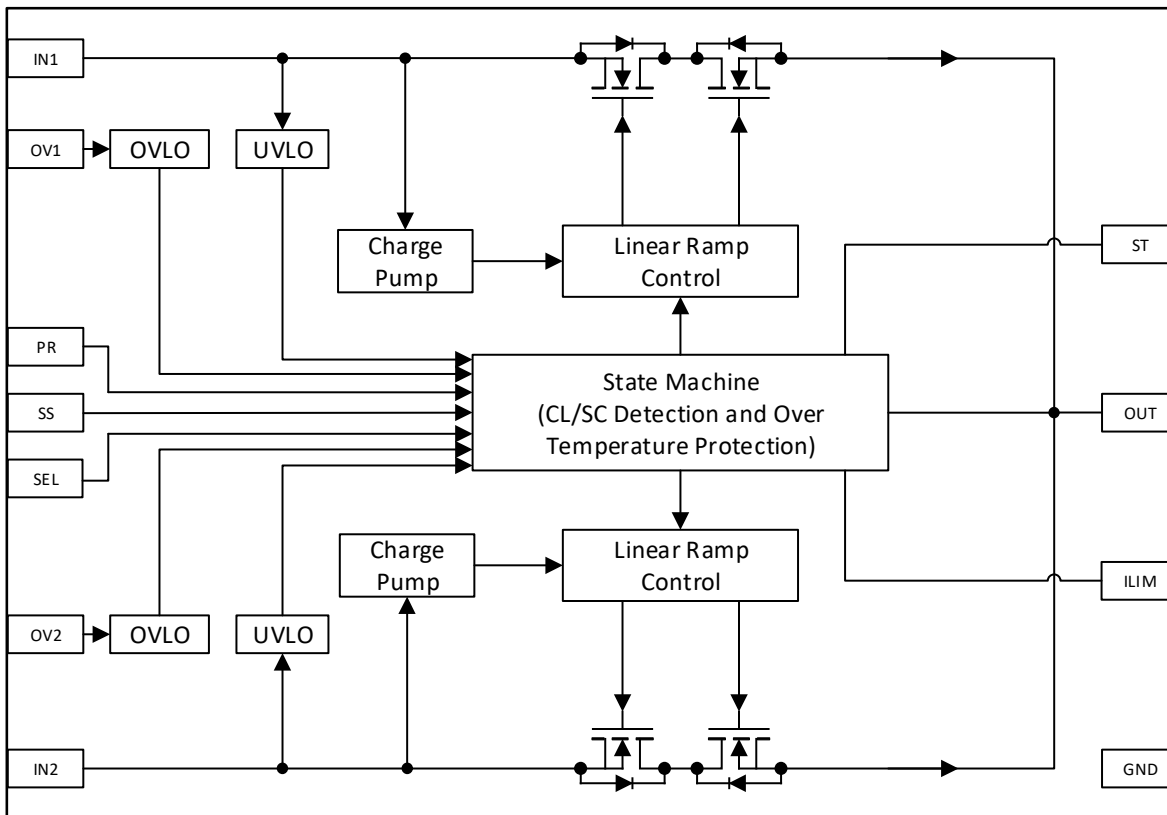 IN1
OV1
OVLO
UVLO
Charge
Pump
Linear Ramp
Control
ST
PR
SS
SEL
State Machine
(CL/SC Detection and Over
Temperature Protection)
OUT
Charge
Pump
Linear Ramp
Control
ILIM
OV2
OVLO
UVLO
IN2
GND